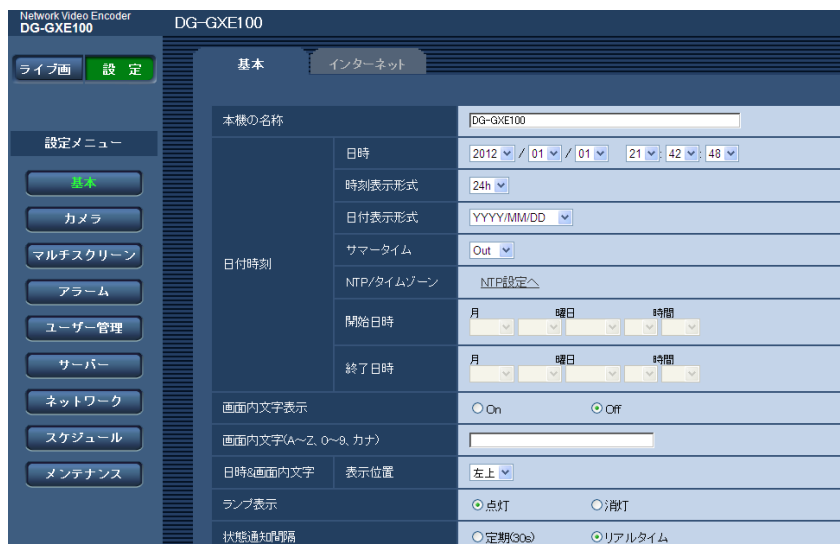 Network Video Encoder
DG-GXE100
DG-GXE100
ライブ画 設 定
基本 インターネット
設定メニュー
基本
カメラ
マルチスクリーン
アラーム
ユーザー管理
サーバー
ネットワーク
スケジュール
メンテナンス
本機の名称 DG-GXE100
日付時刻
日時 2012 / 01 / 01 21 : 42 : 48
時刻表示形式 24h
日付表示形式 YYYY/MM/DD
サマータイム Out
NTP/タイムゾーン NTP設定へ
開始日時 月 曜日 時間
終了日時 月 曜日 時間
画面内文字表示 On Off
画面内文字(A～Z、0～9、カナ)
日時&画面内文字 表示位置 左上
ランプ表示 点灯 消灯
状態通知間隔 定期(30s) リアルタイム